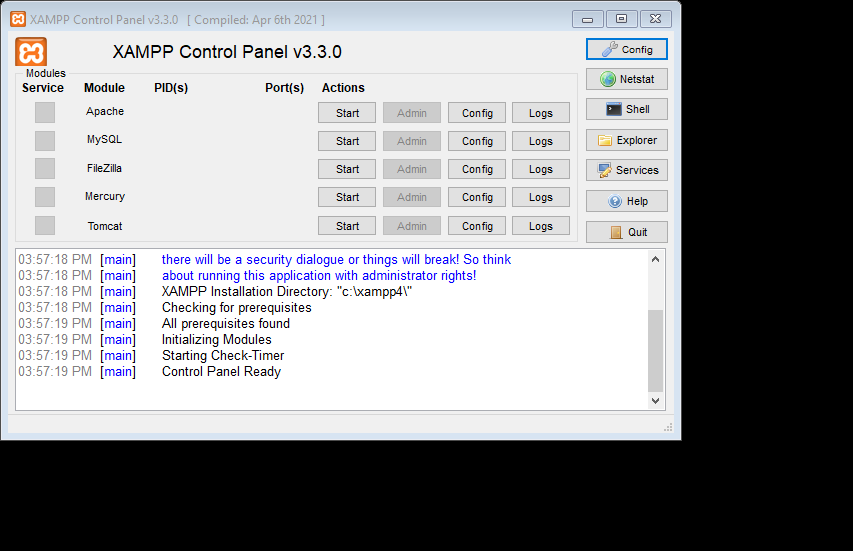 XAMPP Control Panel v3.3.0 [ Compiled: Apr 6th 2021 ]
XAMPP Control Panel v3.3.0
Config
Modules
Service Module PID(s) Port(s) Actions
Netstat
Apache Start Admin Config Logs
Shell
MySQL Start Admin Config Logs
Explorer
FileZilla Start Admin Config Logs
Services
Mercury Start Admin Config Logs
Help
Tomcat Start Admin Config Logs
Quit
03:57:18 PM [main] there will be a security dialogue or things will break! So think
03:57:18 PM [main] about running this application with administrator rights!
03:57:18 PM [main] XAMPP Installation Directory: "c:\xampp4\"
03:57:18 PM [main] Checking for prerequisites
03:57:19 PM [main] All prerequisites found
03:57:19 PM [main] Initializing Modules
03:57:19 PM [main] Starting Check-Timer
03:57:19 PM [main] Control Panel Ready